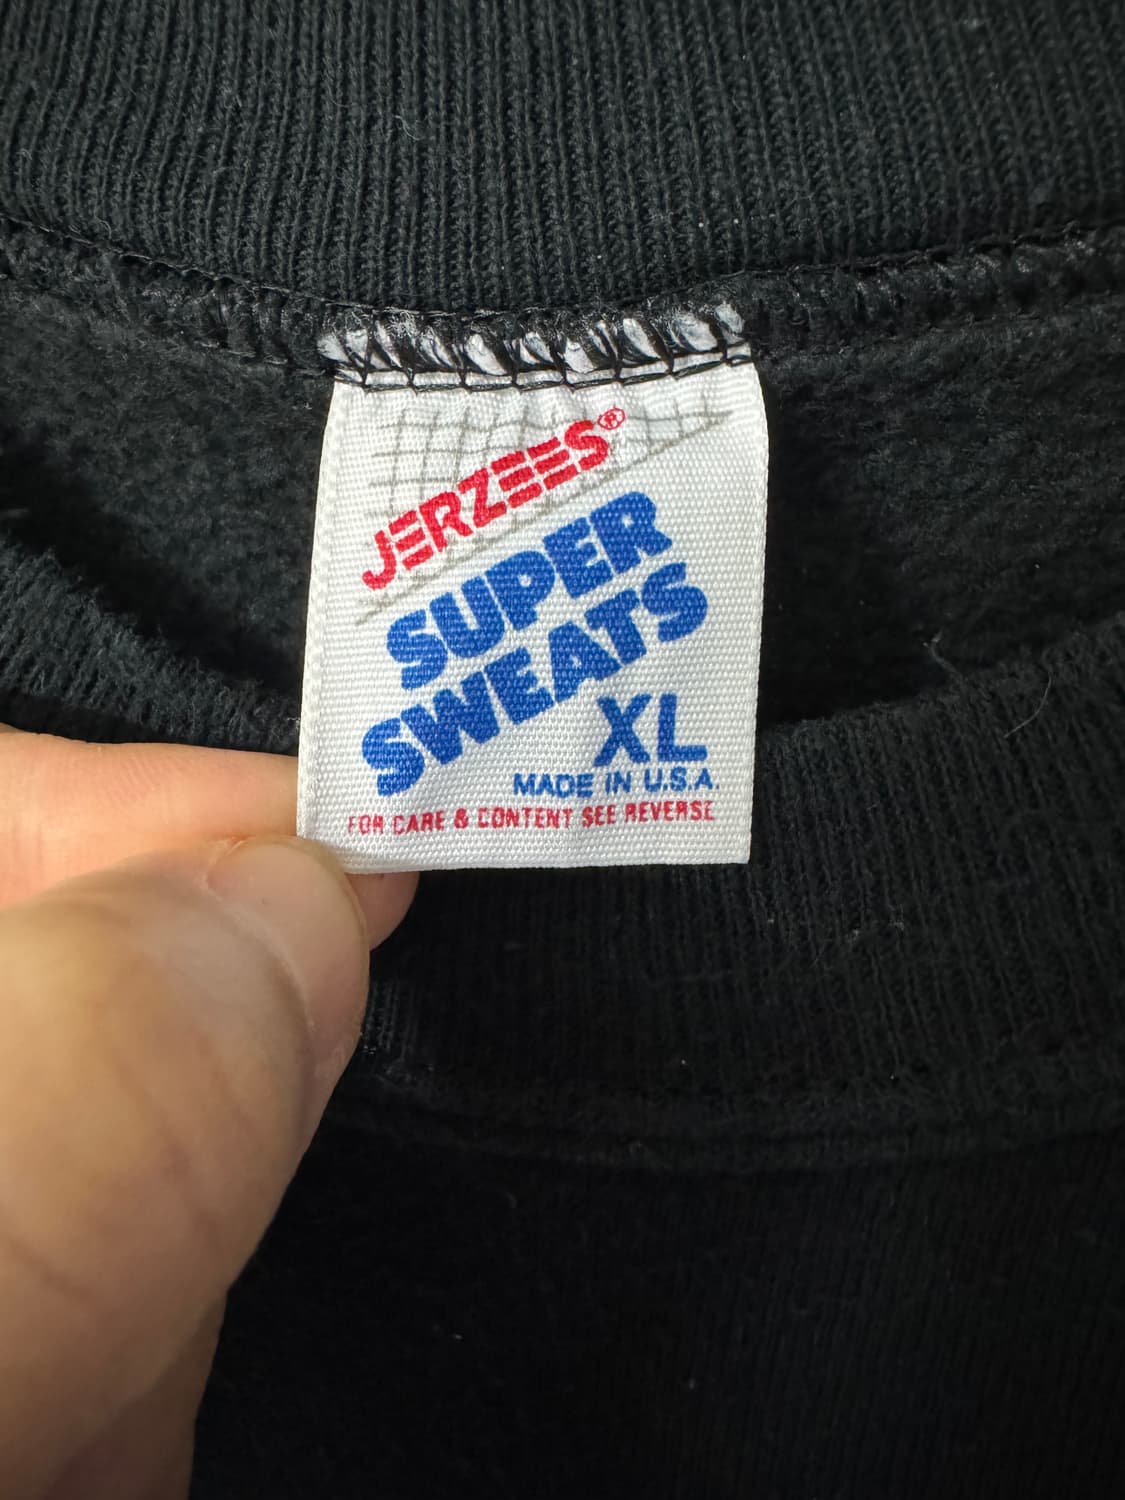 JERZEES®
SUPER
SWEATS
XL
MADE IN U.S.A.
FOR CARE & CONTENT SEE REVERSE